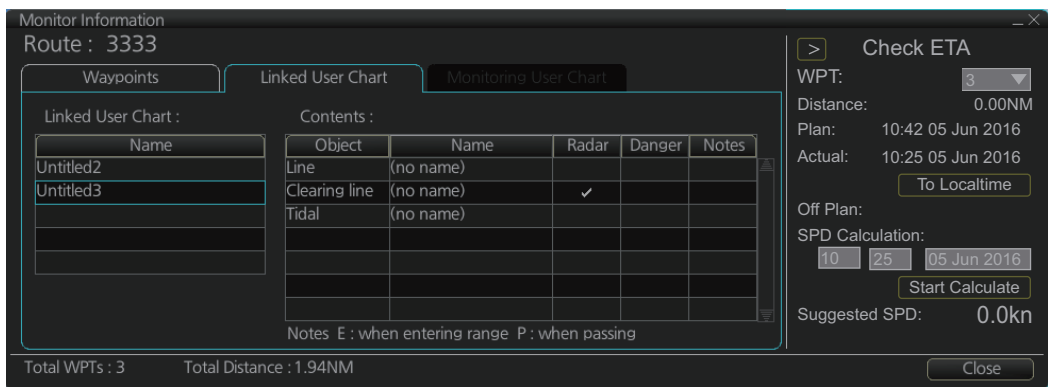 Monitor Information
Route : 3333
Waypoints
Linked User Chart
Monitoring User Chart
Linked User Chart :
Name
Untitled2
Untitled3
Contents :
Object Name Radar Danger Notes
Line (no name)
Clearing line (no name) ✓
Tidal (no name)
Notes E : when entering range P : when passing
Total WPTs : 3 Total Distance : 1.94NM
> Check ETA
WPT: 3
Distance: 0.00NM
Plan: 10:42 05 Jun 2016
Actual: 10:25 05 Jun 2016
To Localtime
Off Plan:
SPD Calculation:
10 25 05 Jun 2016
Start Calculate
Suggested SPD: 0.0kn
Close